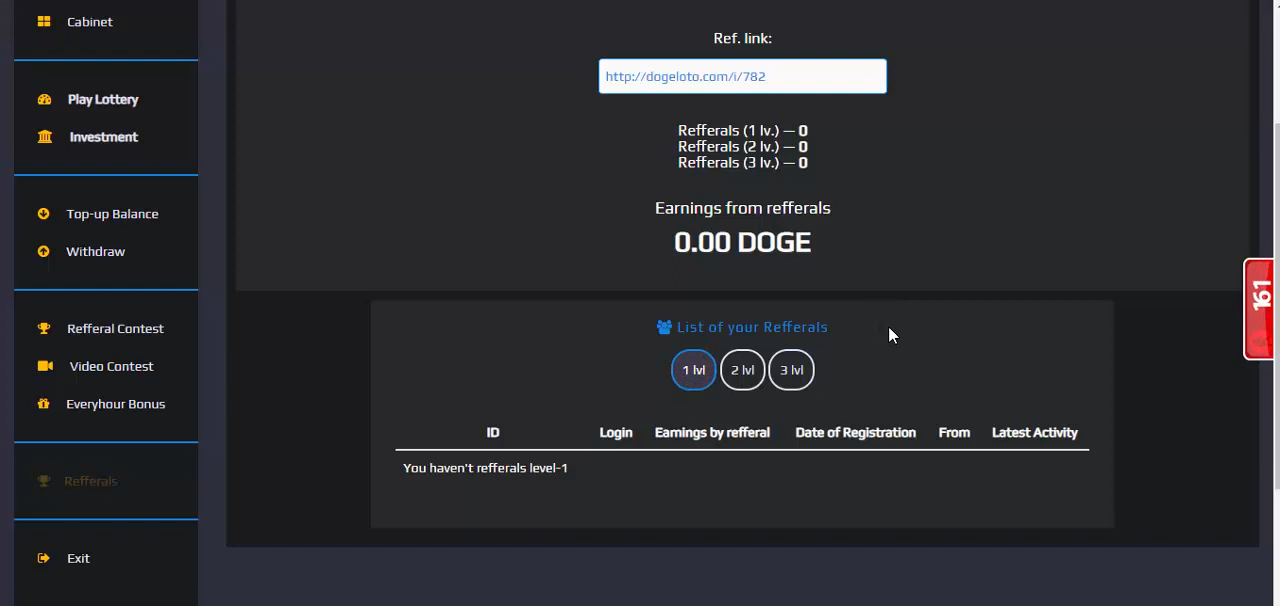 Cabinet
Play Lottery
Investment
Top-up Balance
Withdraw
Refferal Contest
Video Contest
Everyhour Bonus
Refferals
Exit
Ref. link:
http://dogeloto.com/i/782
Refferals (1 lv.) — 0
Refferals (2 lv.) — 0
Refferals (3 lv.) — 0
Earnings from refferals
0.00 DOGE
List of your Refferals
1 lvl 2 lvl 3 lvl
ID Login Earnings by refferal Date of Registration From Latest Activity
You haven't refferals level-1
161